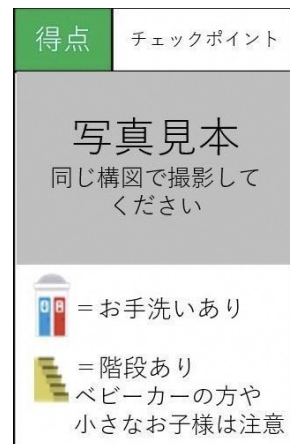 得点
チェックポイント
写真見本
同じ構図で撮影して
ください
＝お手洗いあり
＝階段あり
ベビーカーの方や
小さなお子様は注意